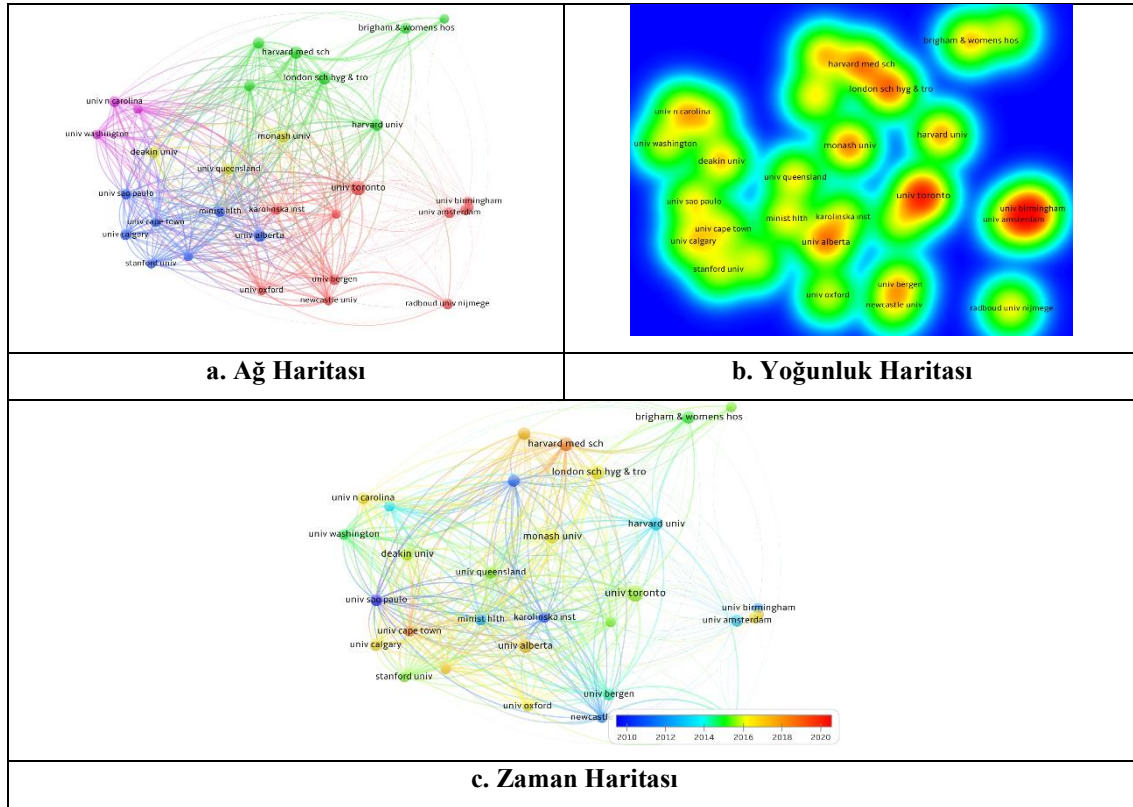 brigham & womens hos
harvard med sch
london sch hyg & tro
univ n carolina
harvard univ
univ washington
monash univ
deakin univ
univ queensland
univ toronto
univ sao paulo
univ birmingham
minist hlth
karolinska inst
univ amsterdam
univ cape town
univ calgary
univ alberta
stanford univ
univ bergen
univ oxford
newcastle univ
radboud univ nijmege
brigham & womens hos
harvard med sch
london sch hyg & tro
univ n carolina
harvard univ
univ washington
monash univ
deakin univ
univ queensland
univ toronto
univ sao paulo
univ birmingham
minist hlth
karolinska inst
univ amsterdam
univ cape town
univ calgary
univ alberta
stanford univ
univ bergen
univ oxford
newcastle univ
radboud univ nijmege
a. Ağ Haritası
b. Yoğunluk Haritası
brigham & womens hos
harvard med sch
london sch hyg & tro
univ n carolina
harvard univ
univ washington
monash univ
deakin univ
univ queensland
univ toronto
univ sao paulo
univ birmingham
minist hlth
karolinska inst
univ amsterdam
univ cape town
univ calgary
univ alberta
stanford univ
univ bergen
univ oxford
newcastle
2010 2012 2014 2016 2018 2020
c. Zaman Haritası